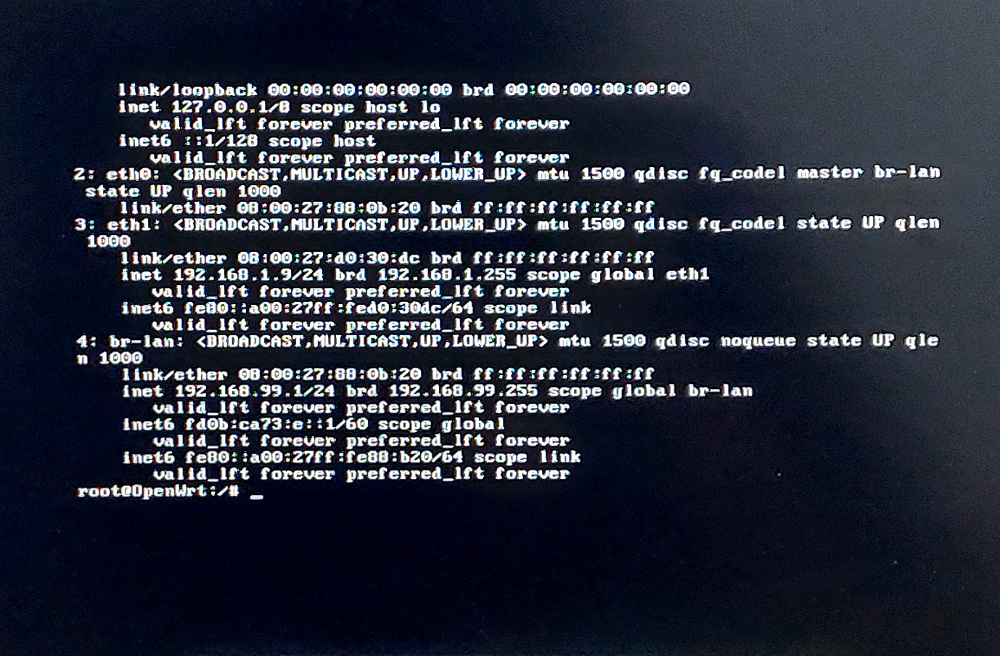 link/loopback 00:00:00:00:00:00 brd 00:00:00:00:00:00
inet 127.0.0.1/8 scope host lo
valid_lft forever preferred_lft forever
inet6 ::1/128 scope host
valid_lft forever preferred_lft forever
2: eth0: <BROADCAST,MULTICAST,UP,LOWER_UP> mtu 1500 qdisc fq_codel master br-lan
state UP qlen 1000
link/ether 08:00:27:88:0b:20 brd ff:ff:ff:ff:ff:ff
3: eth1: <BROADCAST,MULTICAST,UP,LOWER_UP> mtu 1500 qdisc fq_codel state UP qlen
1000
link/ether 08:00:27:d0:30:dc brd ff:ff:ff:ff:ff:ff
inet 192.168.1.9/24 brd 192.168.1.255 scope global eth1
valid_lft forever preferred_lft forever
inet6 fe80::a00:27ff:fed0:30dc/64 scope link
valid_lft forever preferred_lft forever
4: br-lan: <BROADCAST,MULTICAST,UP,LOWER_UP> mtu 1500 qdisc noqueue state UP qle
n 1000
link/ether 08:00:27:88:0b:20 brd ff:ff:ff:ff:ff:ff
inet 192.168.99.1/24 brd 192.168.99.255 scope global br-lan
valid_lft forever preferred_lft forever
inet6 fd0b:ca73:e::1/60 scope global
valid_lft forever preferred_lft forever
inet6 fe80::a00:27ff:fe88:b20/64 scope link
valid_lft forever preferred_lft forever
root@OpenWrt:/# _